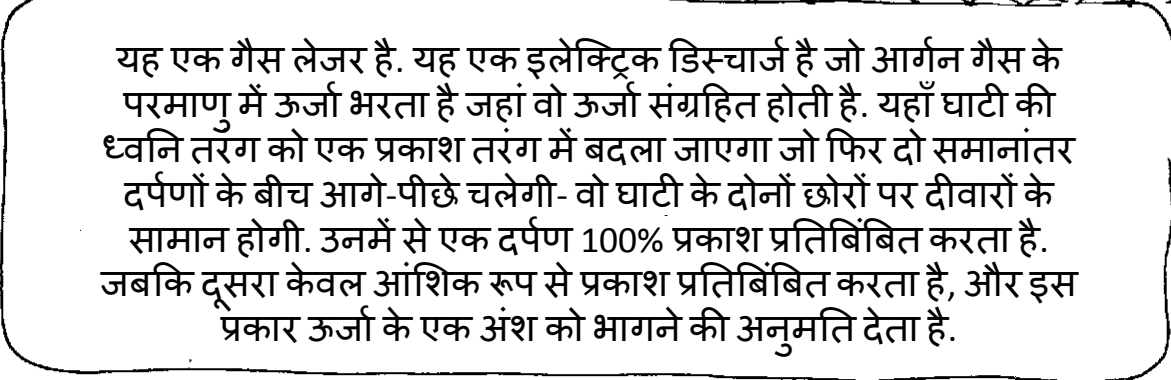 यह एक गैस लेजर है. यह एक इलेक्ट्रिक डिस्चार्ज है जो आर्गन गैस के
परमाणु में ऊर्जा भरता है जहां वो ऊर्जा संग्रहित होती है. यहाँ घाटी की
ध्वनि तरंग को एक प्रकाश तरंग में बदला जाएगा जो फिर दो समानांतर
दर्पणों के बीच आगे-पीछे चलेगी- वो घाटी के दोनों छोरों पर दीवारों के
सामान होगी. उनमें से एक दर्पण 100% प्रकाश प्रतिबिंबित करता है.
जबकि दूसरा केवल आंशिक रूप से प्रकाश प्रतिबिंबित करता है, और इस
प्रकार ऊर्जा के एक अंश को भागने की अनुमति देता है.